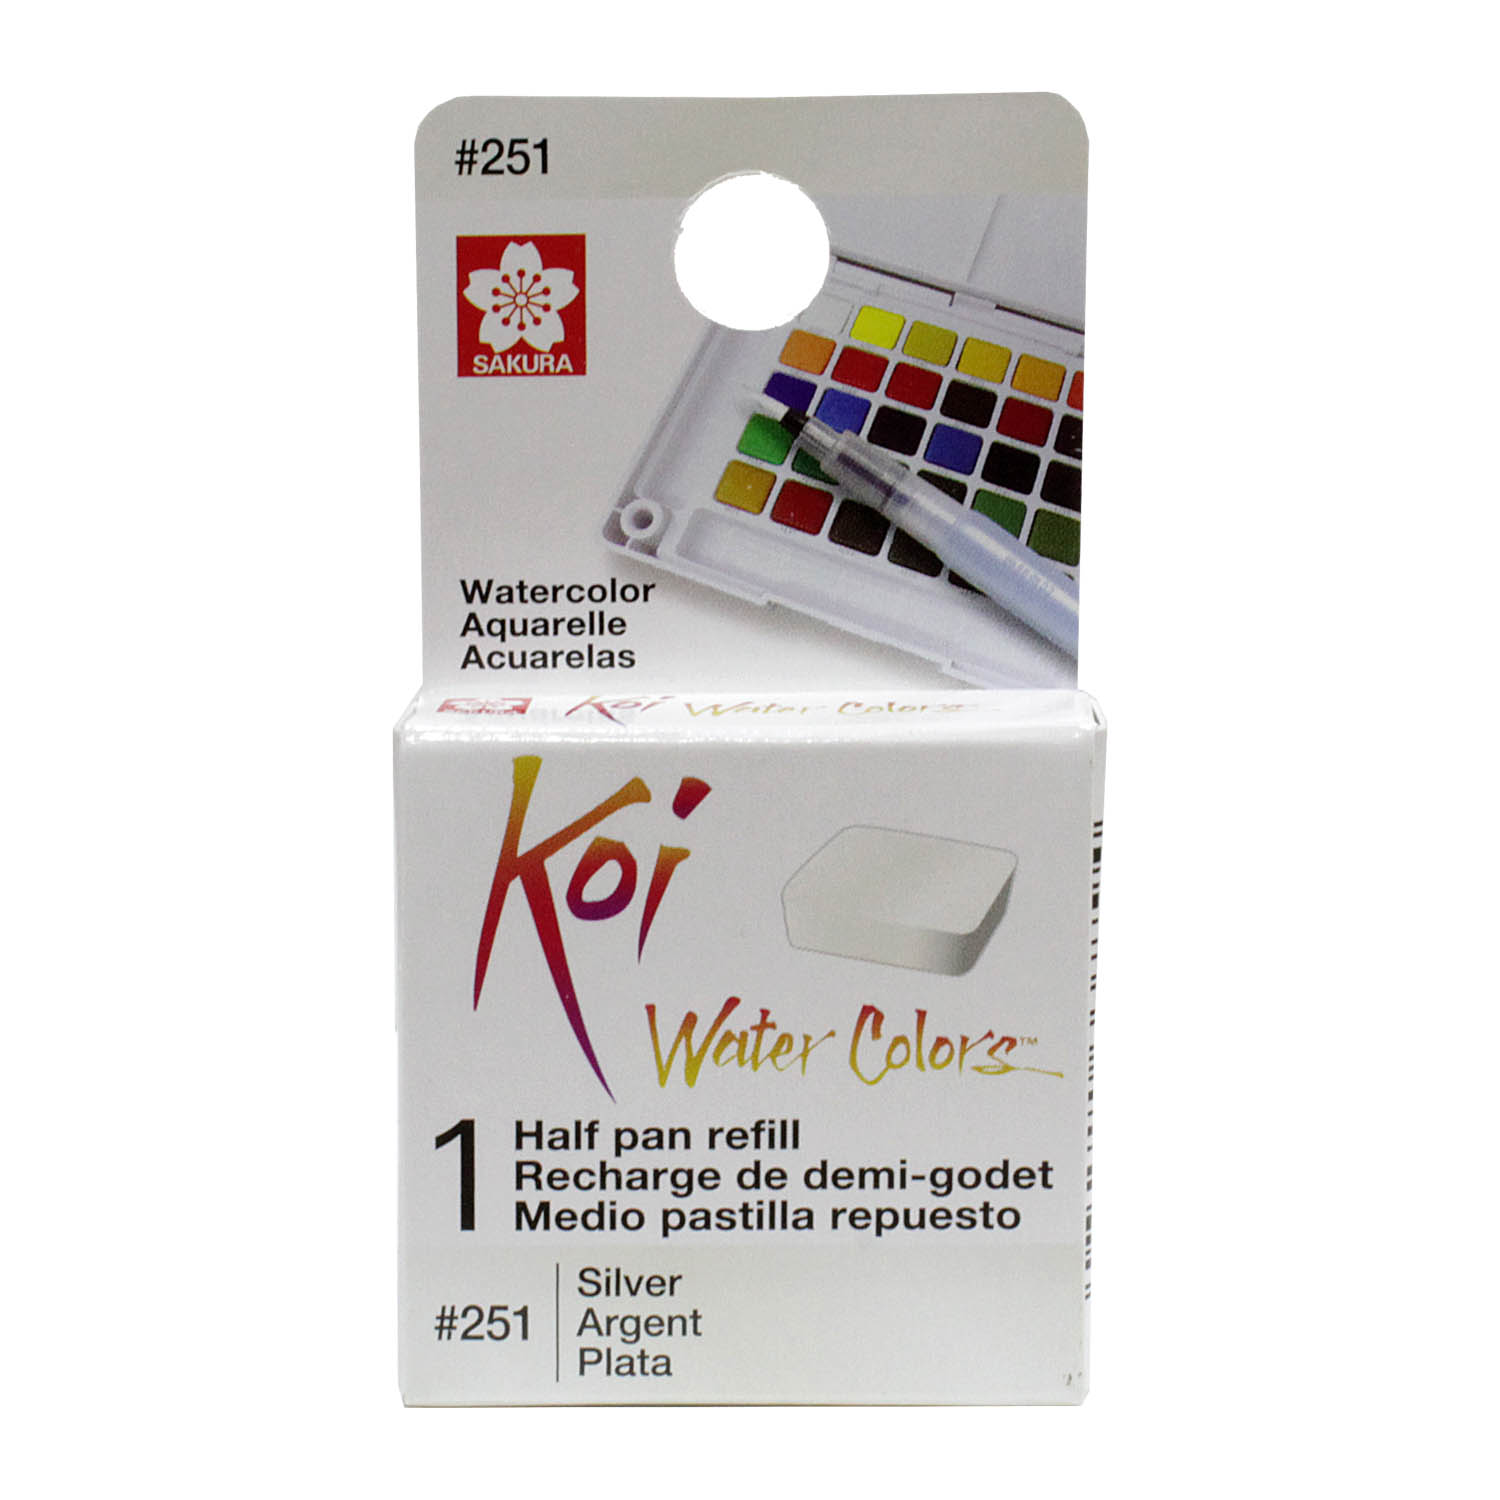 #251
SAKURA
Watercolor
Aquarelle
Acuarelas
Koi Water Colors
Koi
Water Colors™
1 Half pan refill
Recharge de demi-godet
Medio pastilla repuesto
#251
Silver
Argent
Plata